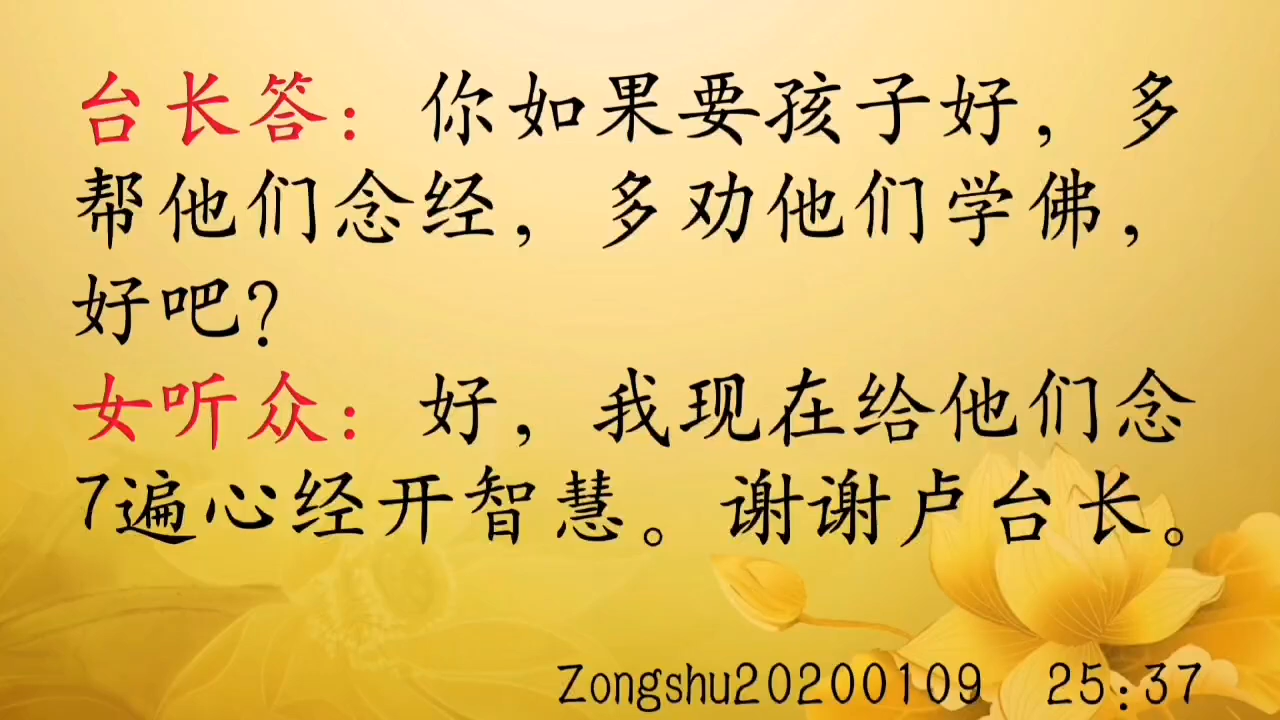 台长答：你如果要孩子好，多
帮他们念经，多劝他们学佛，
好吧？
女听众：好，我现在给他们念
7遍心经开智慧。谢谢卢台长。
Zongshu20200109 25:37